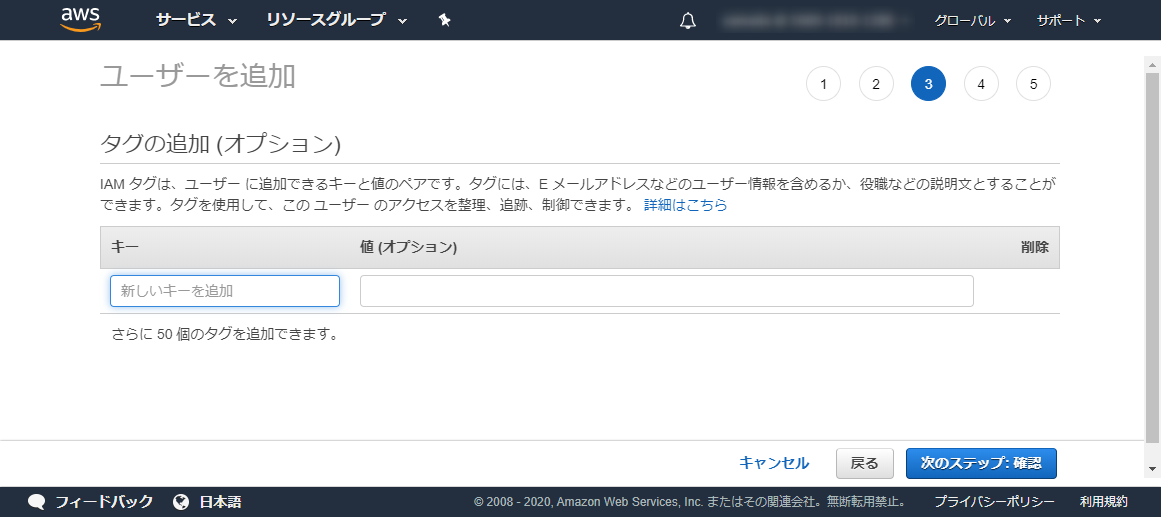 aws サービス リソースグループ グローバル サポート
ユーザーを追加
1 2 3 4 5
タグの追加 (オプション)
IAM タグは、ユーザー に追加できるキーと値のペアです。タグには、E メールアドレスなどのユーザー情報を含めるか、役職などの説明文とすることが
できます。タグを使用して、この ユーザー のアクセスを整理、追跡、制御できます。 詳細はこちら
キー 値 (オプション) 削除
新しいキーを追加
さらに 50 個のタグを追加できます。
キャンセル 戻る 次のステップ: 確認
フィードバック 日本語 © 2008 - 2020, Amazon Web Services, Inc. またはその関連会社。無断転用禁止。 プライバシーポリシー 利用規約